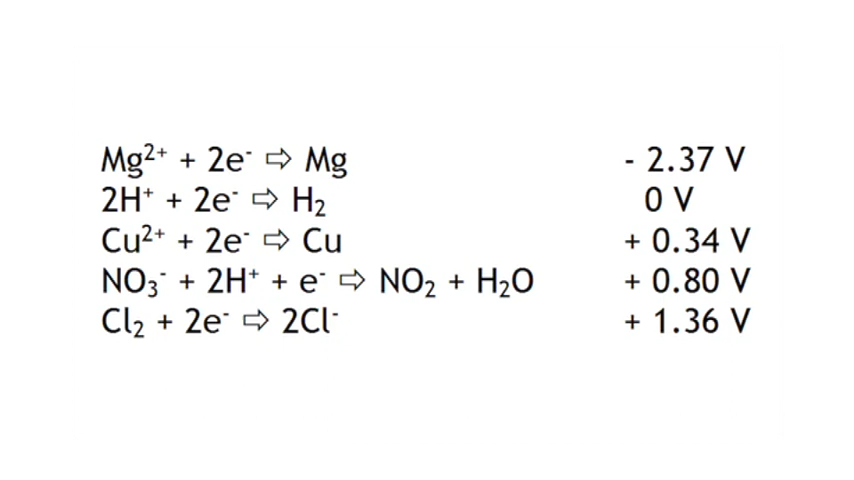 Mg²⁺ + 2e⁻ ⇨ Mg - 2.37 V
2H⁺ + 2e⁻ ⇨ H₂ 0 V
Cu²⁺ + 2e⁻ ⇨ Cu + 0.34 V
NO₃⁻ + 2H⁺ + e⁻ ⇨ NO₂ + H₂O + 0.80 V
Cl₂ + 2e⁻ ⇨ 2Cl⁻ + 1.36 V